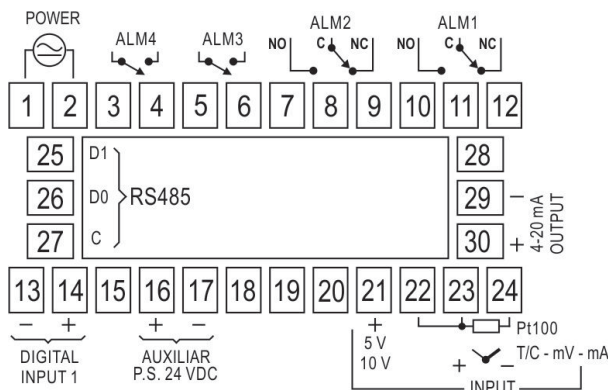 POWER
ALM4
ALM3
ALM2
ALM1
NO C NC
NO C NC
1 2 3 4 5 6 7 8 9 10 11 12
25
26
27
D1
D0
C
RS485
28
29 −
30 +
4-20 mA
OUTPUT
13 14 15 16 17 18 19 20 21 22 23 24
− +
DIGITAL
INPUT 1
+ −
AUXILIAR
P.S. 24 VDC
+
5 V
10 V
Pt100
+ − T/C - mV - mA
INPUT